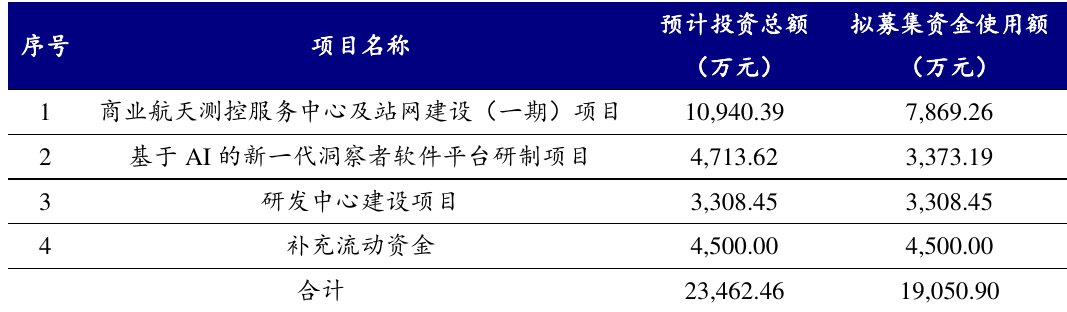 序号 项目名称 预计投资总额（万元） 拟募集资金使用额（万元）
1 商业航天测控服务中心及站网建设（一期）项目 10,940.39 7,869.26
2 基于 AI 的新一代洞察者软件平台研制项目 4,713.62 3,373.19
3 研发中心建设项目 3,308.45 3,308.45
4 补充流动资金 4,500.00 4,500.00
合计 23,462.46 19,050.90